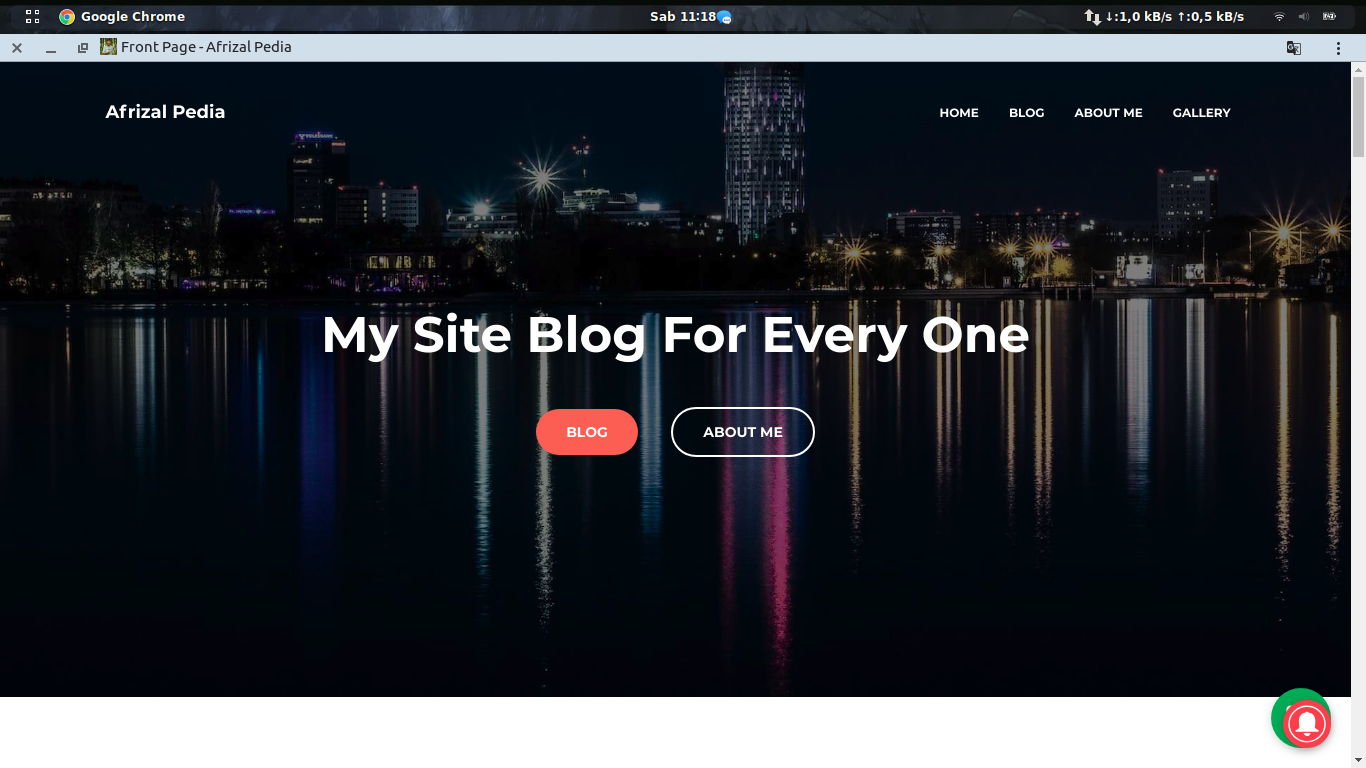 Google Chrome
Sab 11:18
↓:1,0 kB/s ↑:0,5 kB/s
Front Page - Afrizal Pedia
Afrizal Pedia
HOME BLOG ABOUT ME GALLERY
My Site Blog For Every One
BLOG ABOUT ME